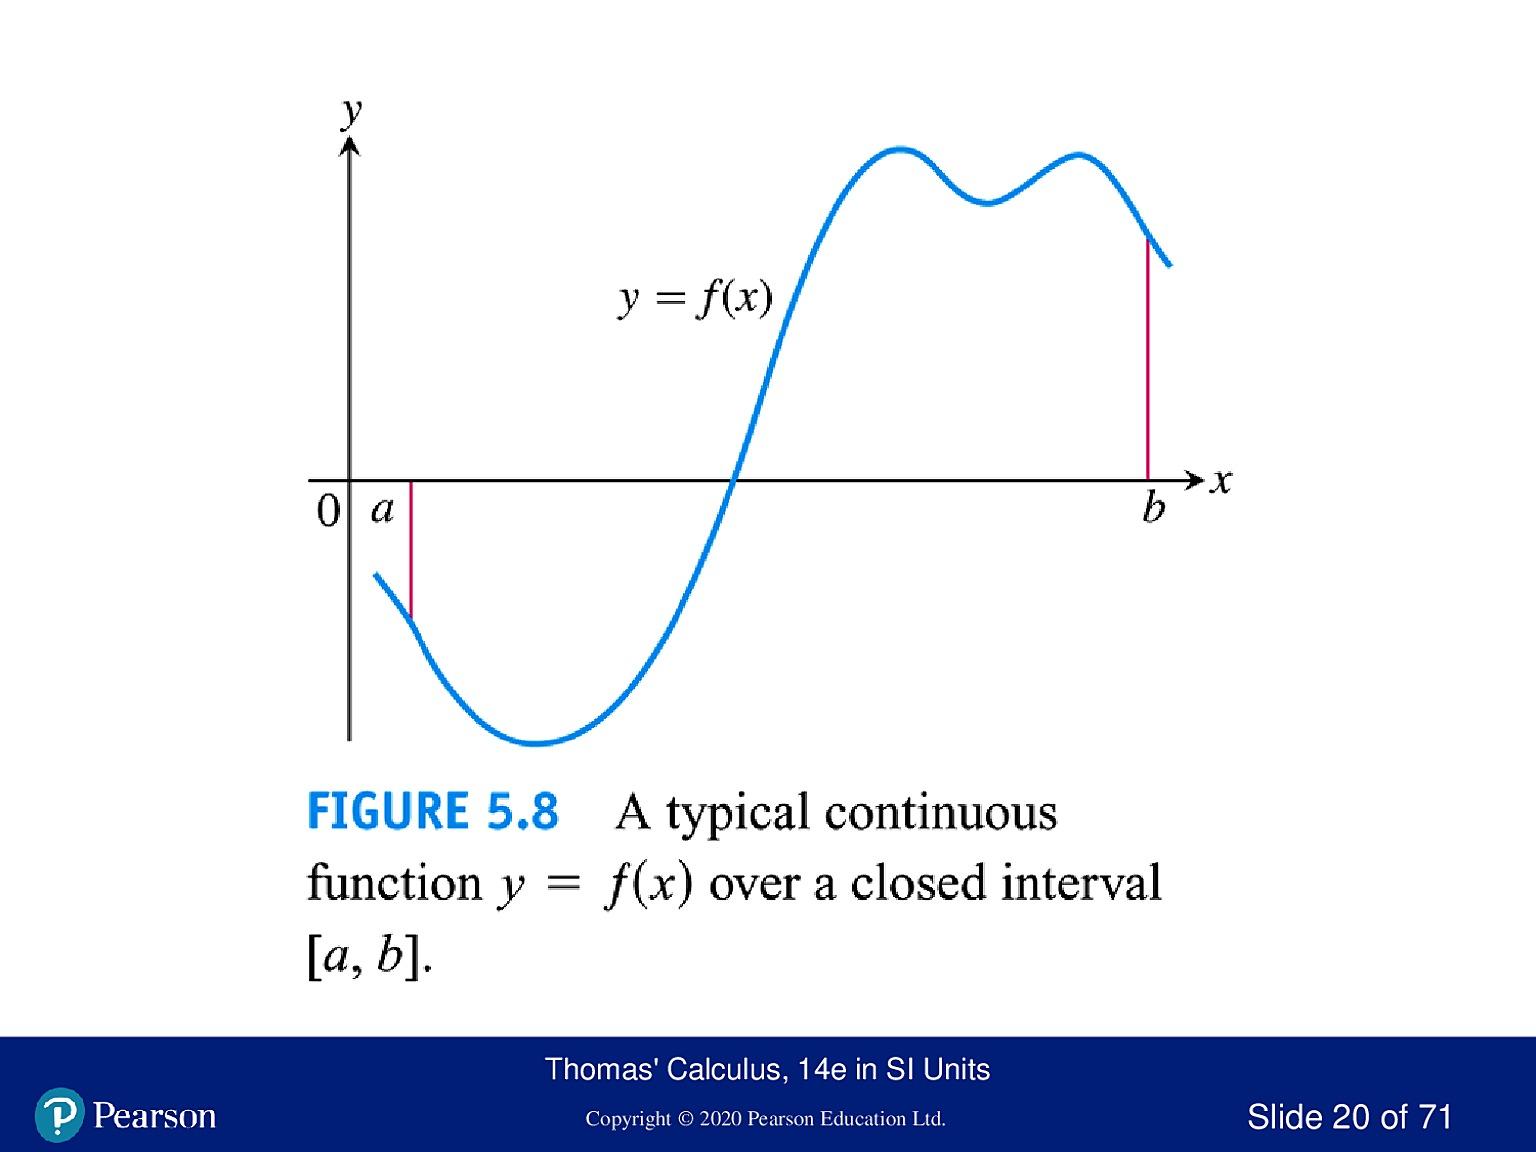 y
y = f(x)
x
0
a
b
FIGURE 5.8 A typical continuous
function y = f(x) over a closed interval
[a, b].
Thomas' Calculus, 14e in SI Units
Pearson
Copyright © 2020 Pearson Education Ltd.
Slide 20 of 71